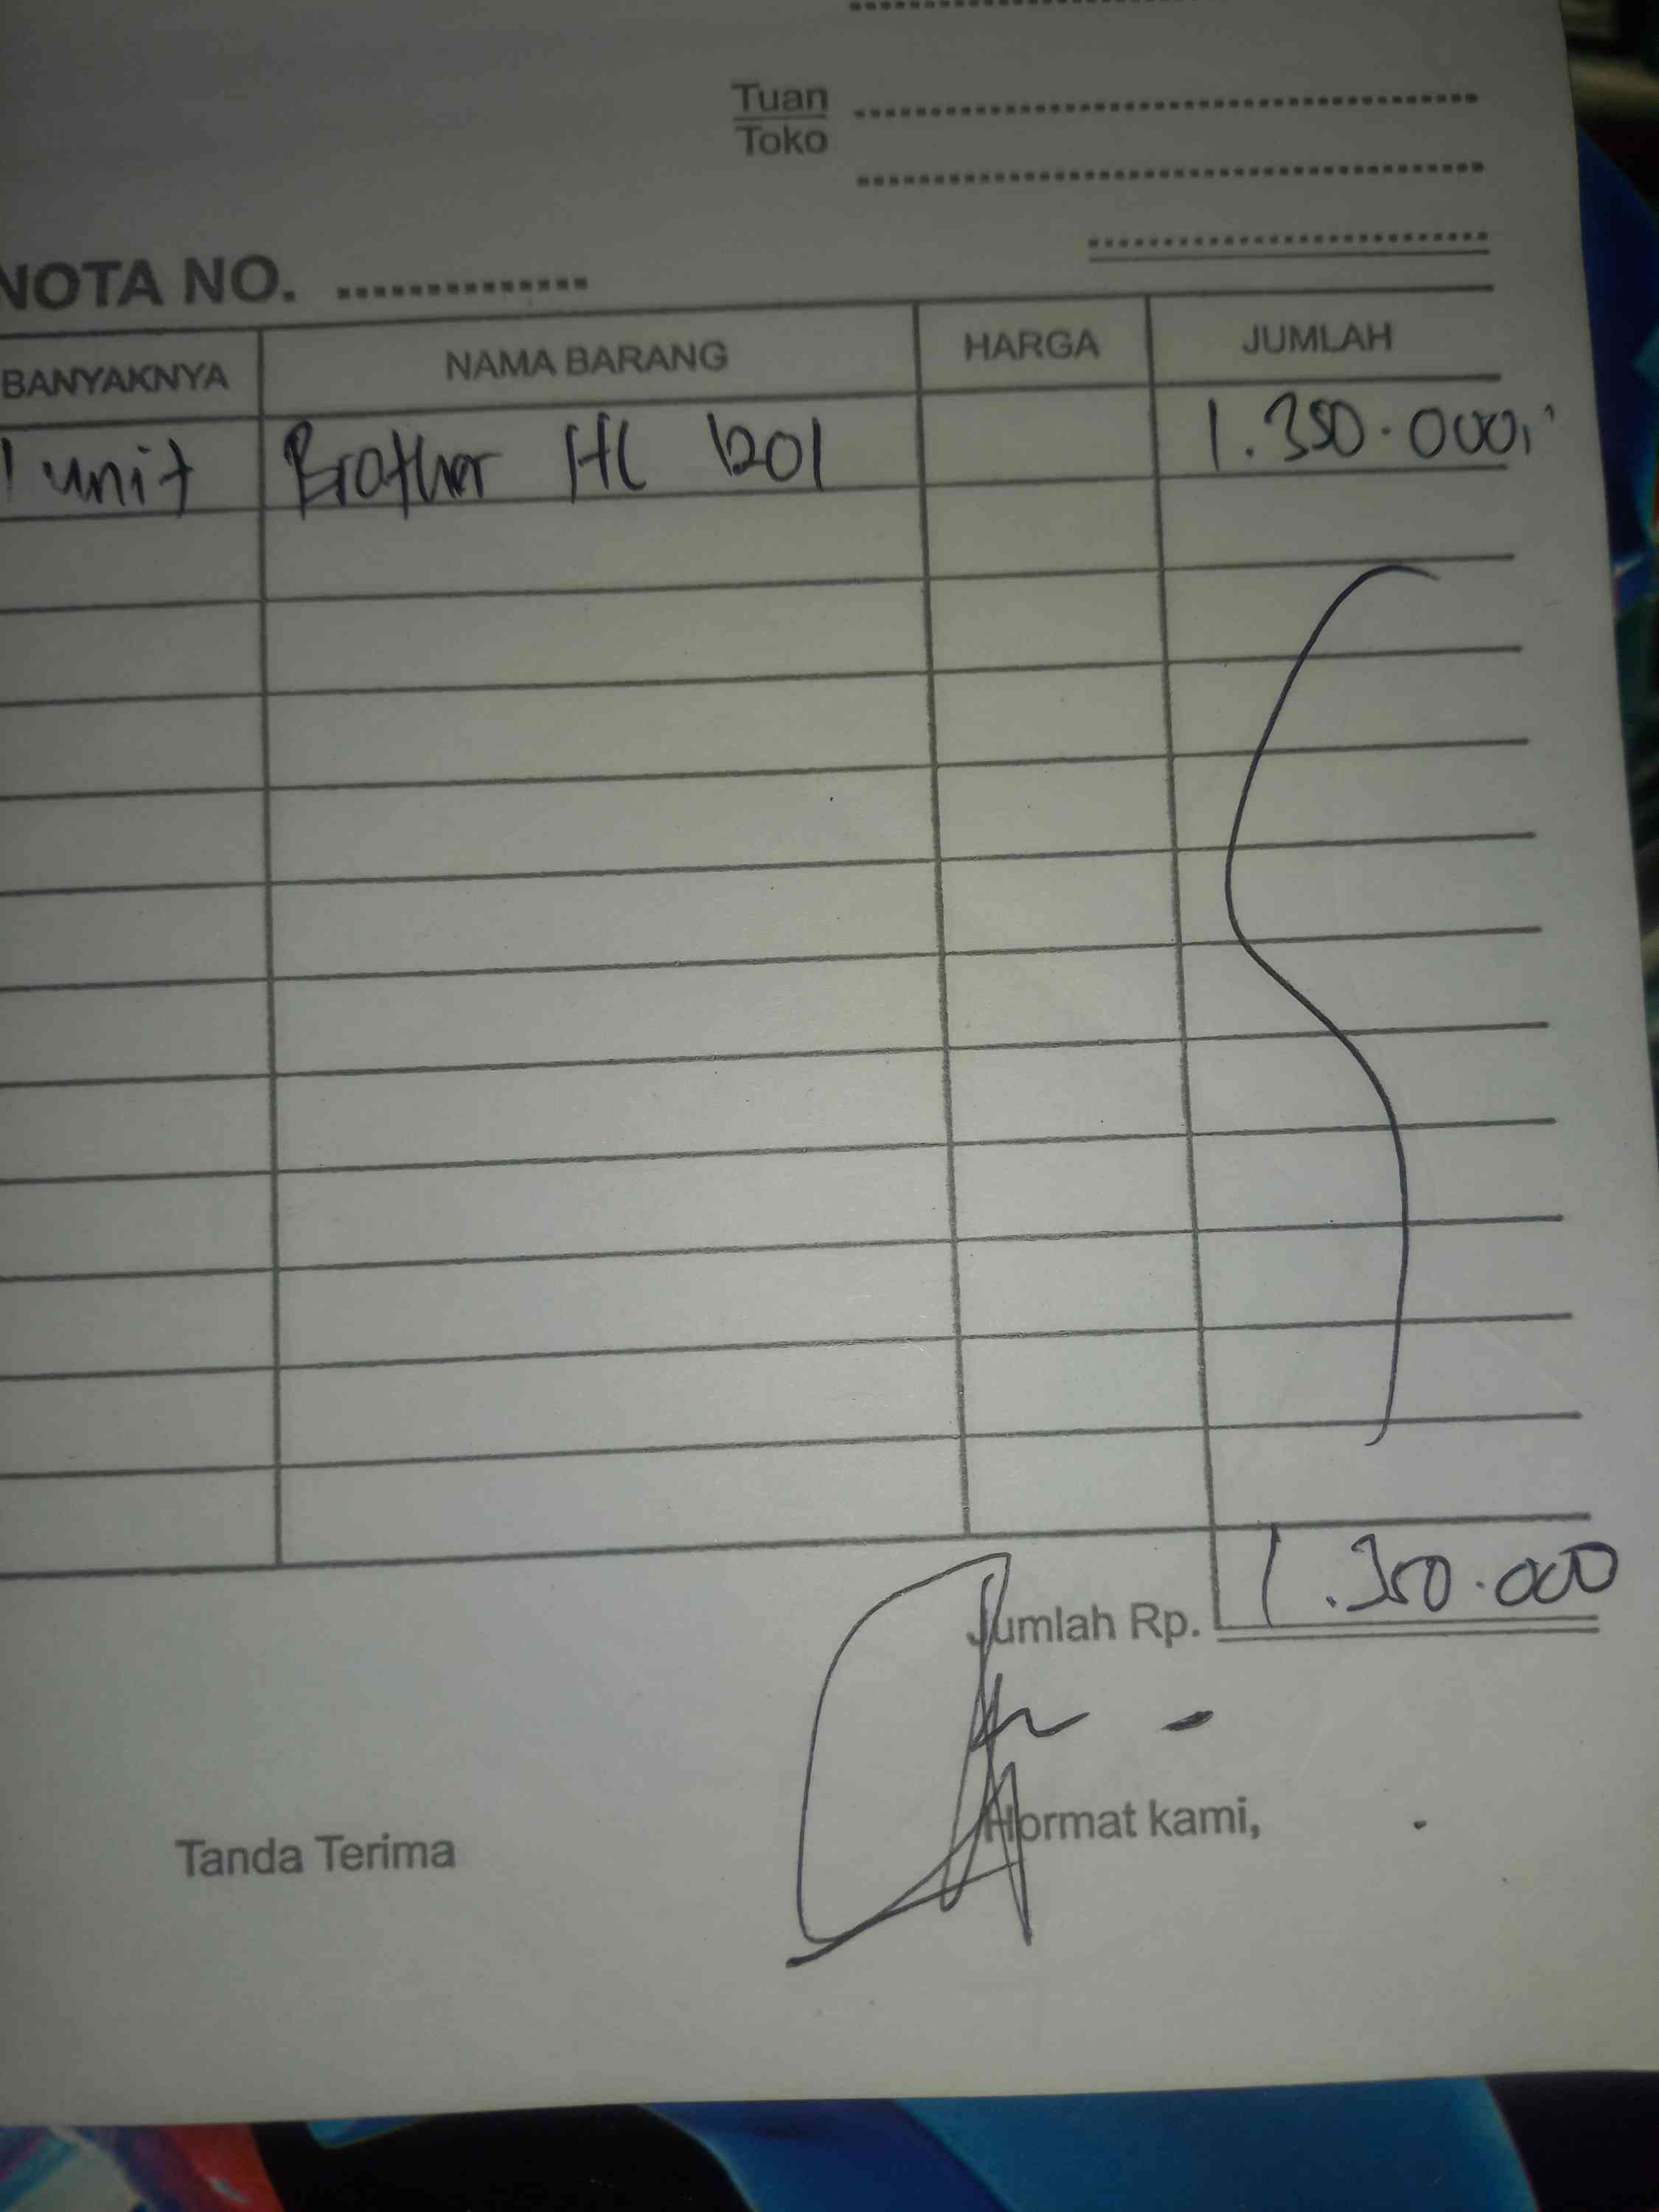 Tuan
Toko
NOTA NO.
BANYAKNYA NAMA BARANG HARGA JUMLAH
1 unit Brother HL 1201 1.350.000,-
Jumlah Rp. 1.350.000
Tanda Terima Hormat kami,